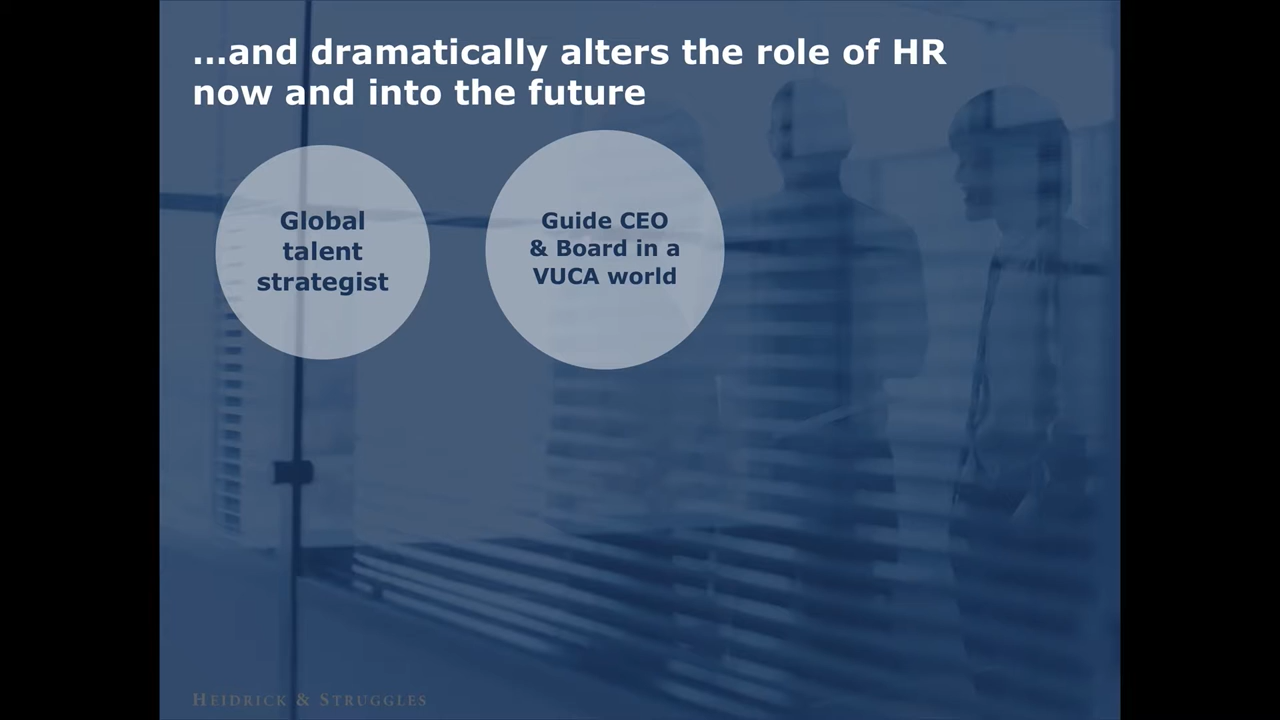 ...and dramatically alters the role of HR
now and into the future
Global
talent
strategist
Guide CEO
& Board in a
VUCA world
HEIDRICK & STRUGGLES